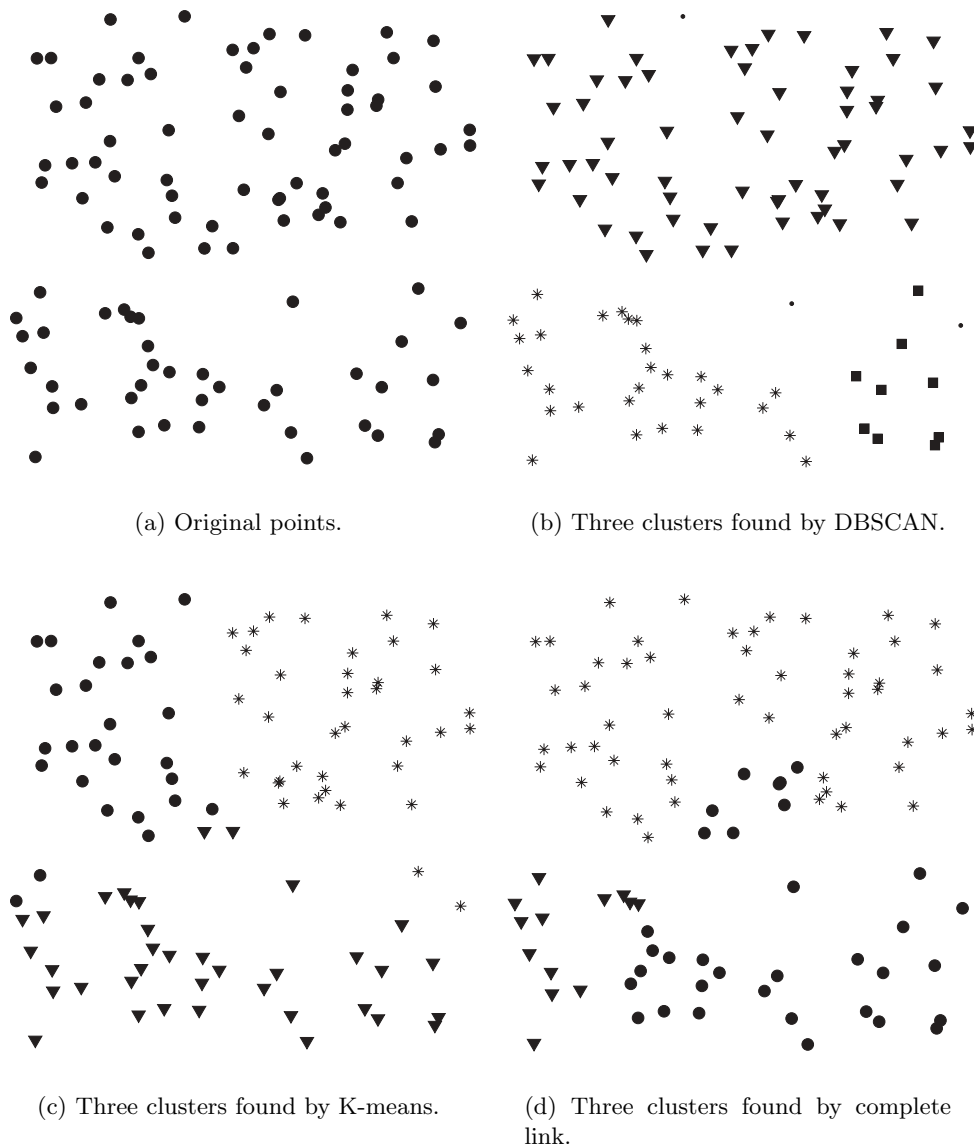 (a) Original points.
(b) Three clusters found by DBSCAN.
(c) Three clusters found by K-means.
(d) Three clusters found by complete
link.